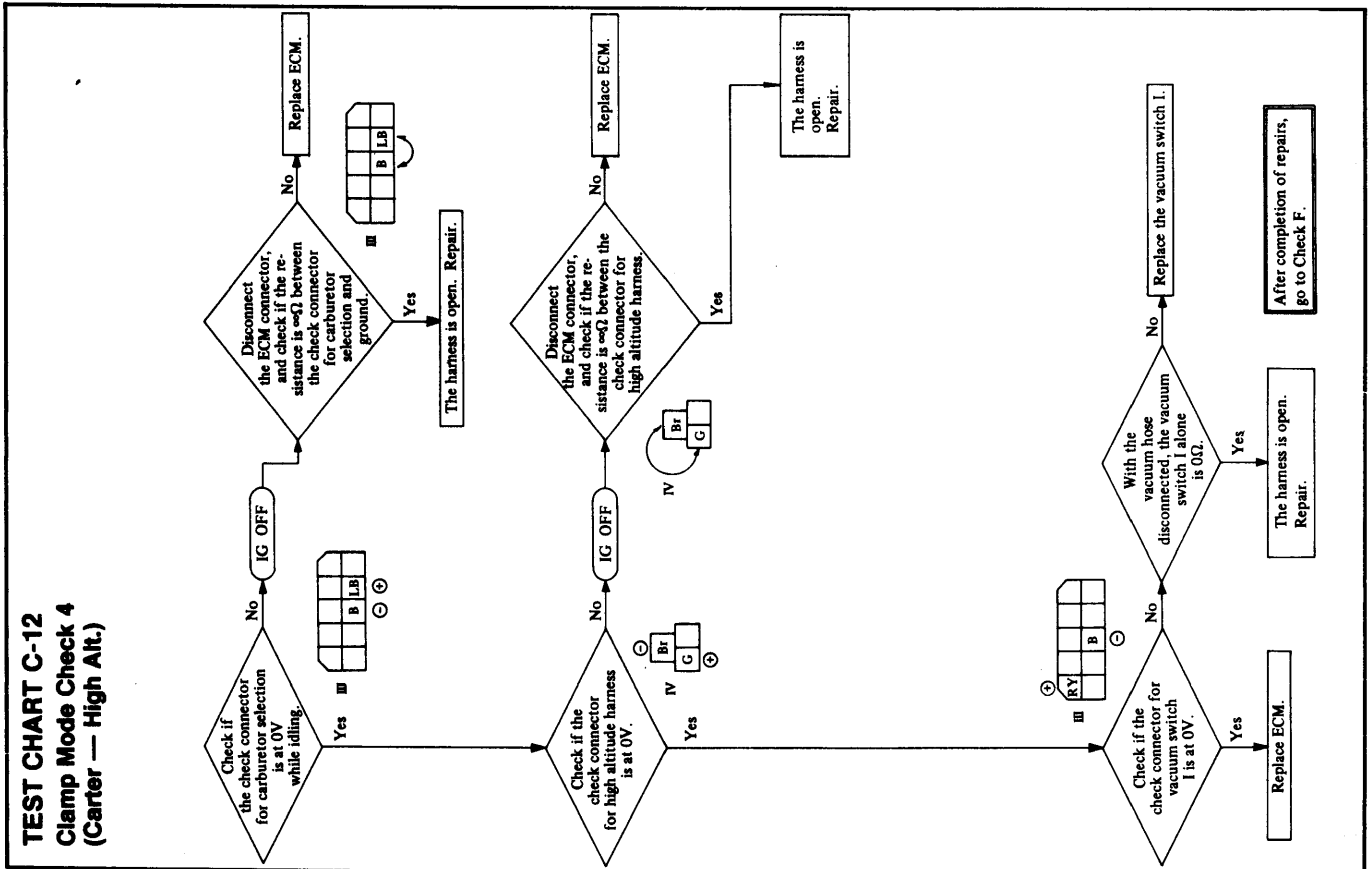 TEST CHART C-12
Clamp Mode Check 4
(Carter — High Alt.)
Check if
the check connector
for carburetor selection
is at 0V
while idling.
No
Yes
III
B LB
⊖ ⊕
IG OFF
Disconnect
the ECM connector,
and check if the re-
sistance is ∞Ω between
the check connector
for carburetor
selection and
ground.
No
Yes
III
B LB
Replace ECM.
The harness is open. Repair.
Check if the
check connector
for high altitude harness
is at 0V.
No
Yes
⊖
Br
G
⊕
IV
IG OFF
Disconnect
the ECM connector,
and check if the re-
sistance is ∞Ω between the
check connector for
high altitude harness.
No
Yes
Br
G
IV
Replace ECM.
The harness is
open.
Repair.
Check if the
check connector for
vacuum switch
I is at 0V.
No
Yes
⊕
III
RY
B
⊖
Replace ECM.
With the
vacuum hose
disconnected, the vacuum
switch I alone
is 0Ω.
No
Yes
Replace the vacuum switch I.
The harness is open.
Repair.
After completion of repairs,
go to Check F.